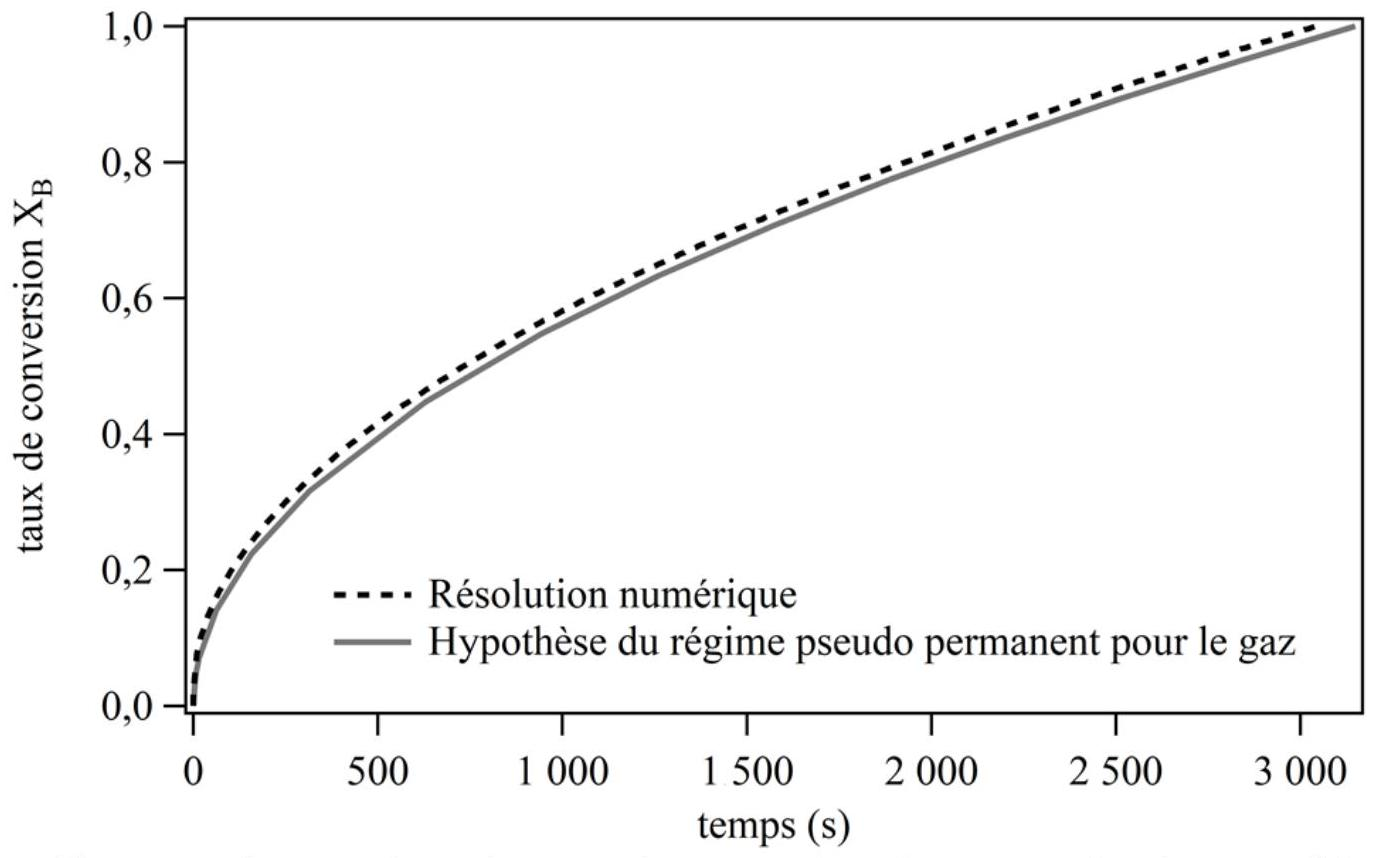 taux de conversion X_B
1,0
0,8
0,6
0,4
0,2
0,0
Résolution numérique
Hypothèse du régime pseudo permanent pour le gaz
0 500 1 000 1 500 2 000 2 500 3 000
temps (s)